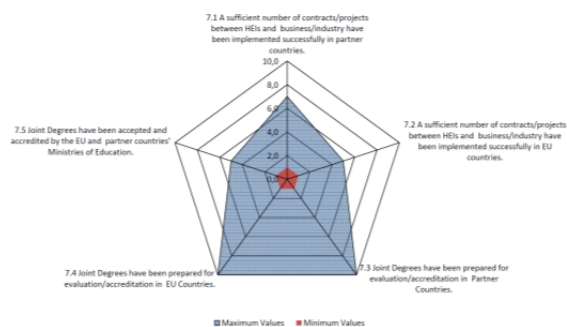 7.1 A sufficient number of contracts/projects
between HEIs and business/industry have
been implemented successfully in partner
countries.
10,0
8,0
6,0
4,0
2,0
0,0
7.2 A sufficient number of contracts/projects
between HEIs and business/industry have
been implemented successfully in EU
countries.
7.5 Joint Degrees have been accepted and
accredited by the EU and partner countries'
Ministries of Education.
7.4 Joint Degrees have been prepared for
evaluation/accreditation in EU Countries.
7.3 Joint Degrees have been prepared for
evaluation/accreditation in Partner
Countries.
Maximum Values
Minimum Values